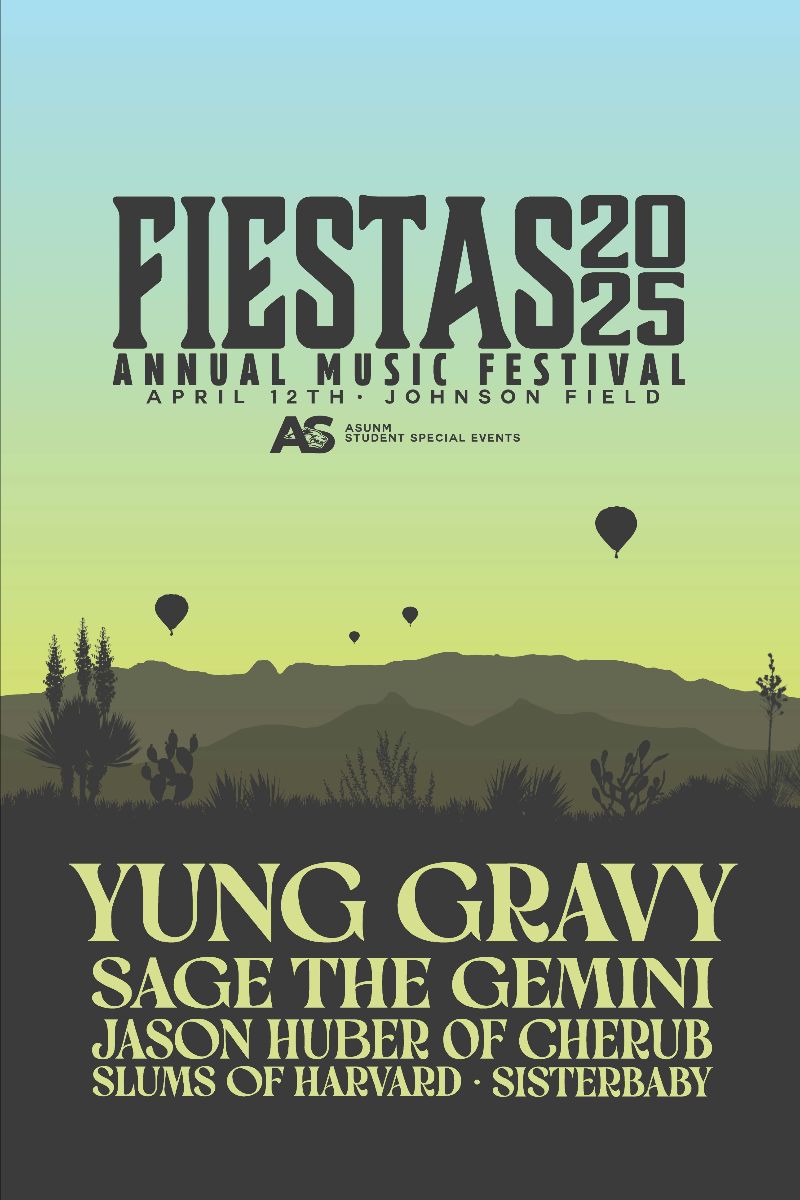 FIESTAS 2025
ANNUAL MUSIC FESTIVAL
APRIL 12TH · JOHNSON FIELD
AS
ASUNM
STUDENT SPECIAL EVENTS
YUNG GRAVY
SAGE THE GEMINI
JASON HUBER OF CHERUB
SLUMS OF HARVARD · SISTERBABY